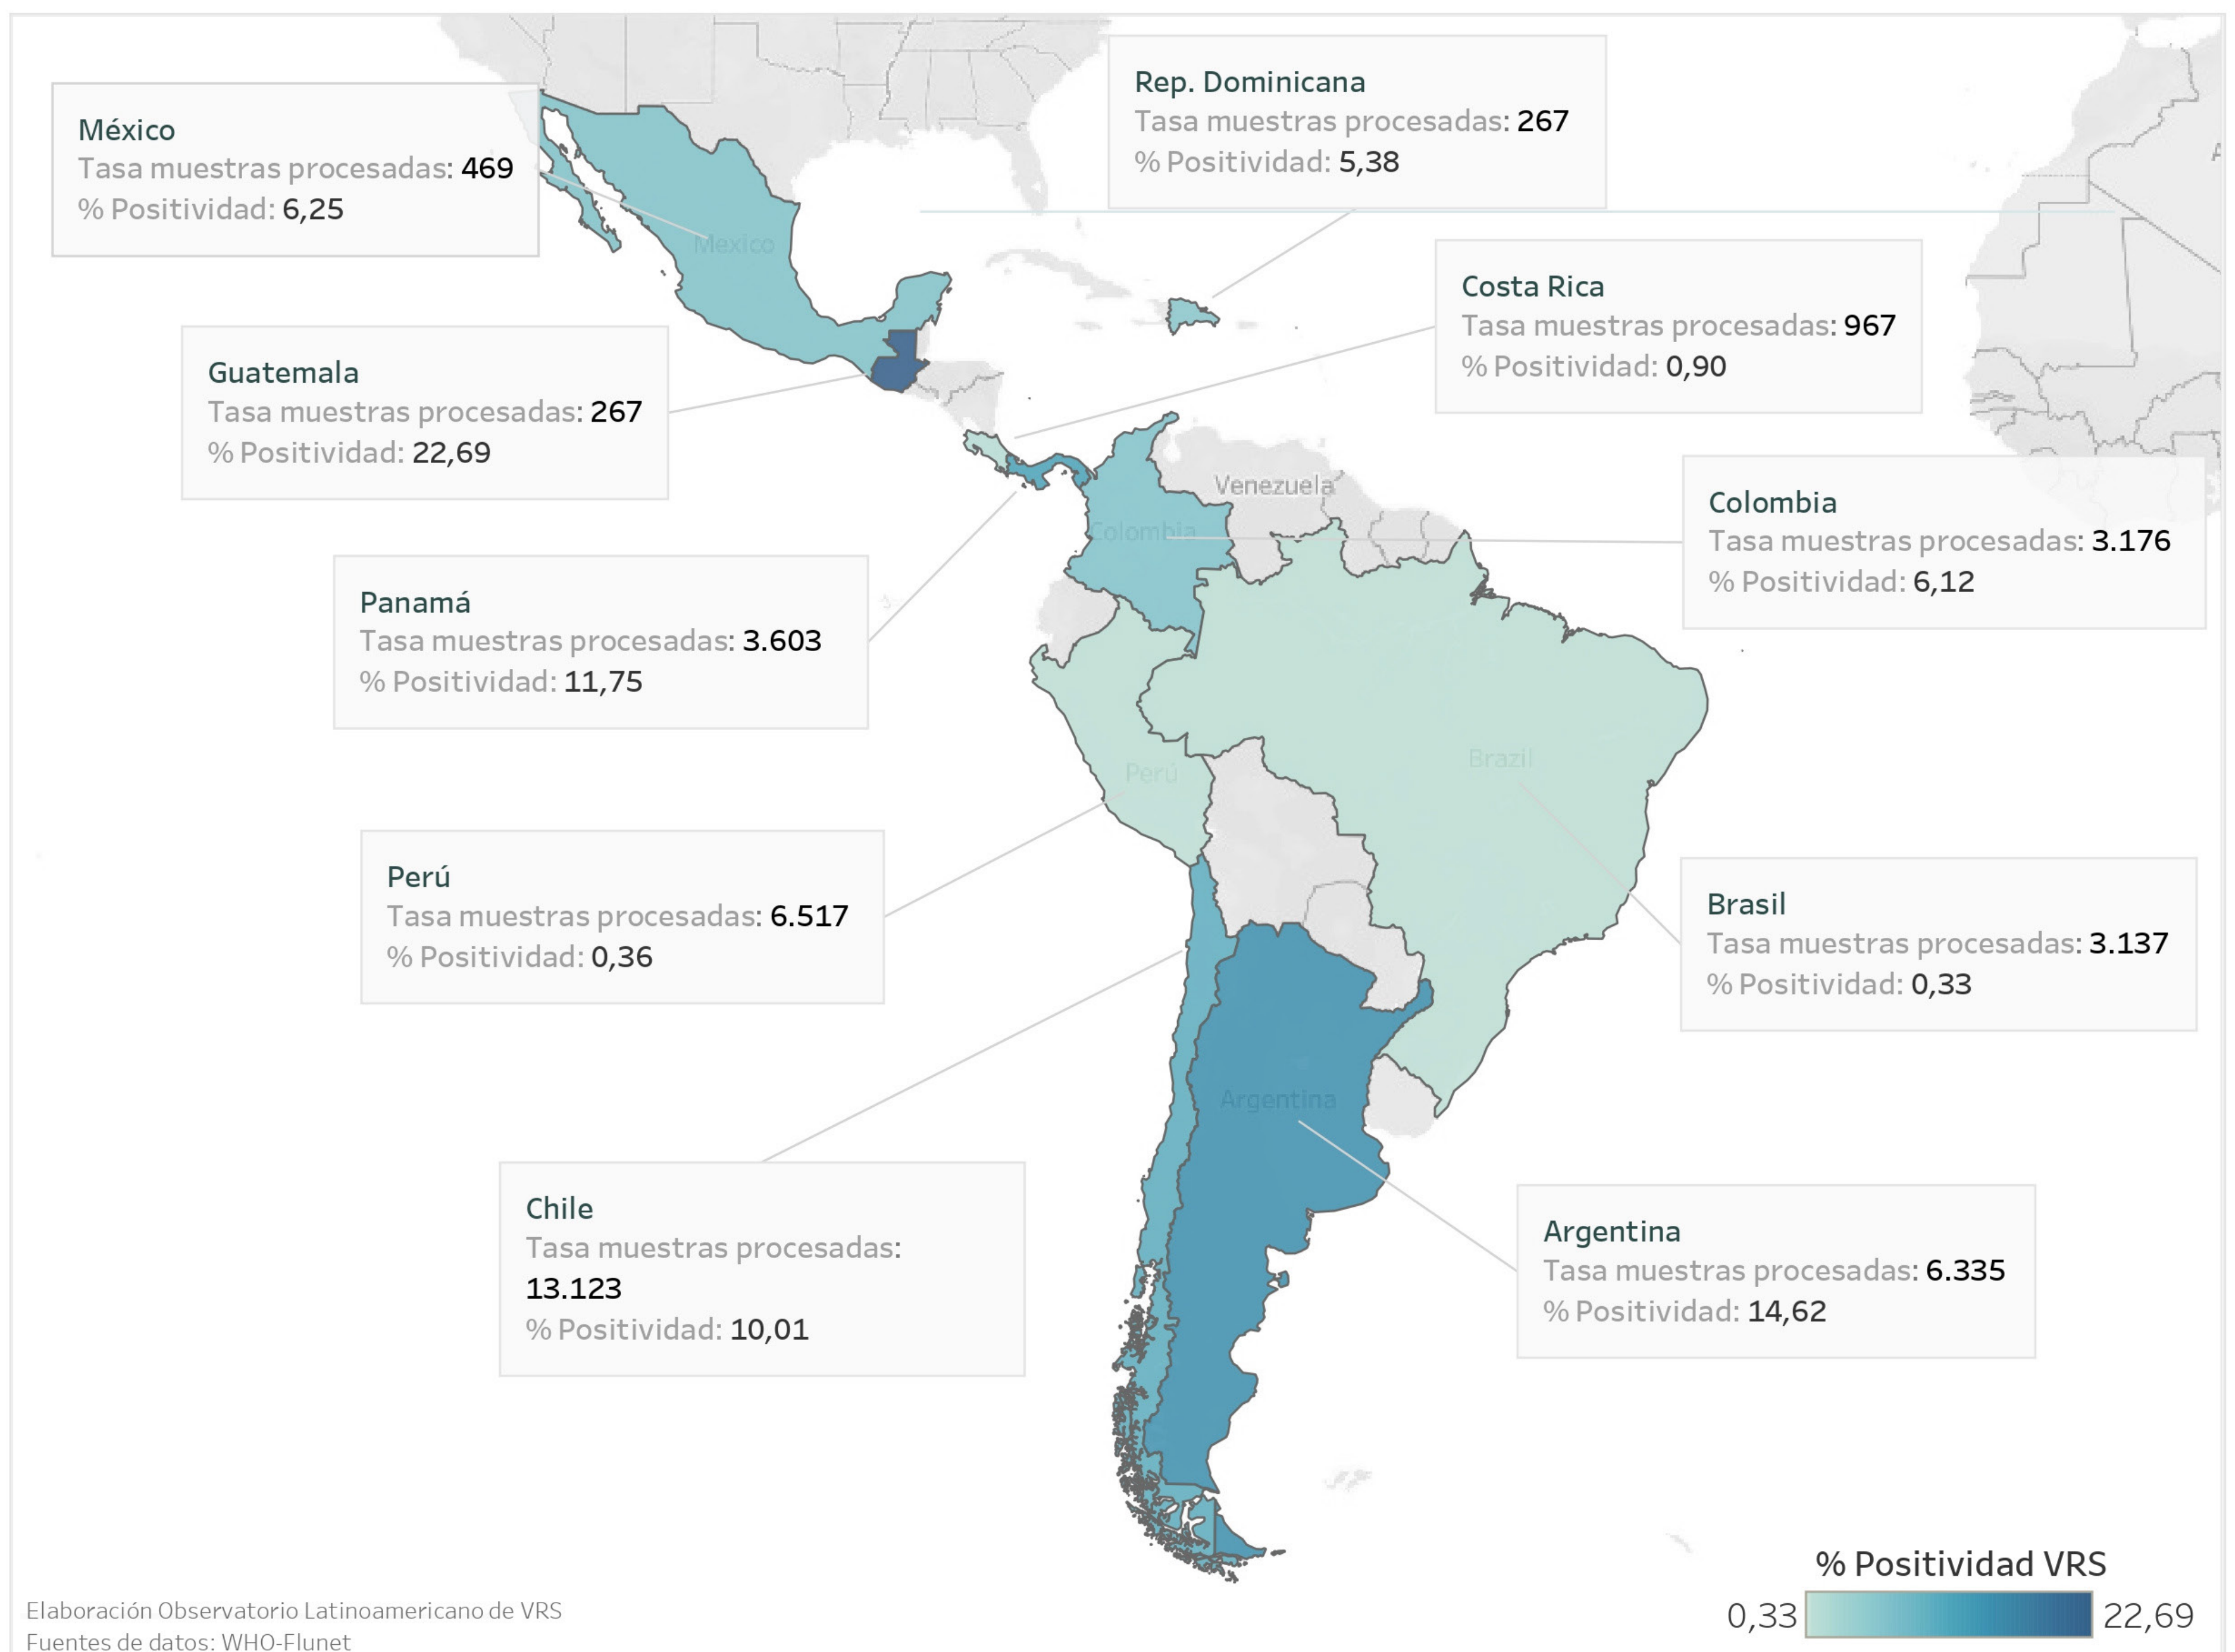 Rep. Dominicana
Tasa muestras procesadas: 267
% Positividad: 5,38
México
Tasa muestras procesadas: 469
% Positividad: 6,25
Mexico
Costa Rica
Tasa muestras procesadas: 967
% Positividad: 0,90
Guatemala
Tasa muestras procesadas: 267
% Positividad: 22,69
Venezuela
Colombia
Colombia
Tasa muestras procesadas: 3.176
% Positividad: 6,12
Panamá
Tasa muestras procesadas: 3.603
% Positividad: 11,75
Perú
Brazil
Perú
Tasa muestras procesadas: 6.517
% Positividad: 0,36
Brasil
Tasa muestras procesadas: 3.137
% Positividad: 0,33
Argentina
Chile
Tasa muestras procesadas:
13.123
% Positividad: 10,01
Argentina
Tasa muestras procesadas: 6.335
% Positividad: 14,62
% Positividad VRS
0,33
22,69
Elaboración Observatorio Latinoamericano de VRS
Fuentes de datos: WHO-Flunet